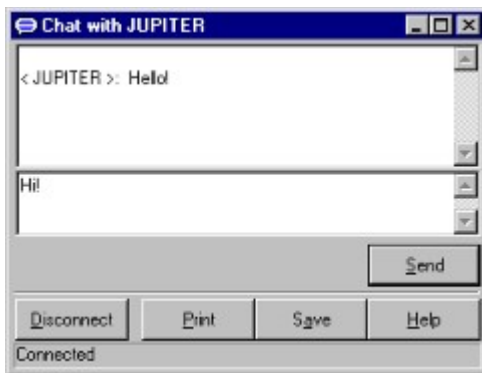 Chat with JUPITER
< JUPITER >: Hello!
Hi!
Send
Disconnect Print Save Help
Connected